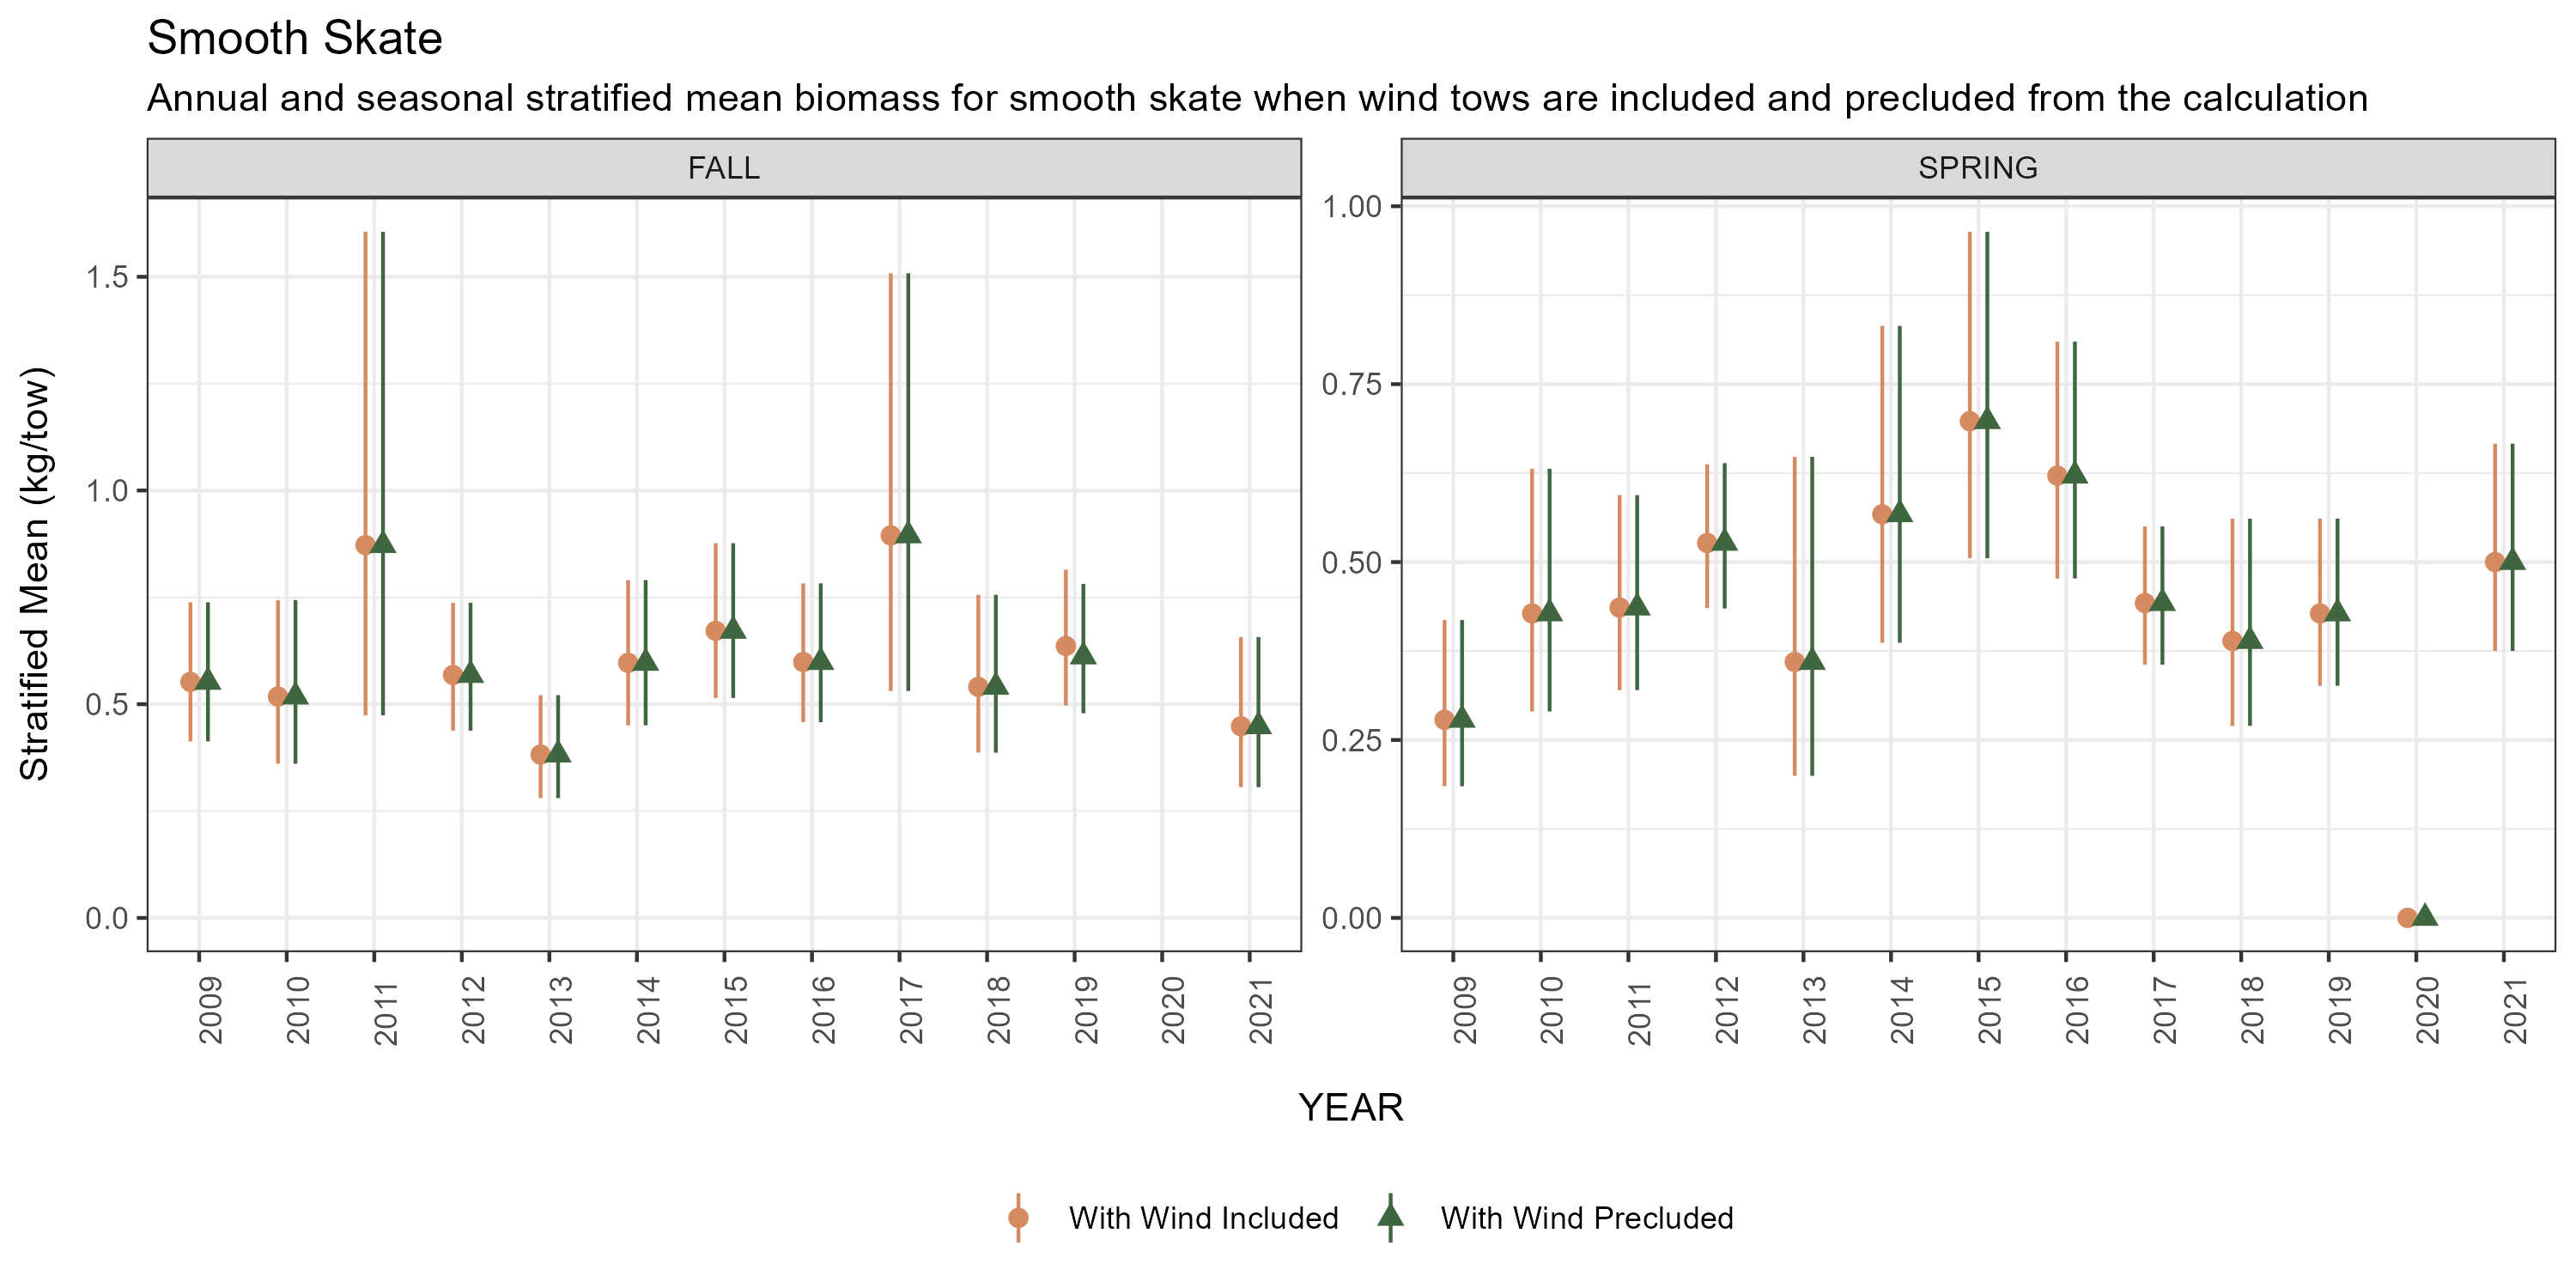 Smooth Skate
Annual and seasonal stratified mean biomass for smooth skate when wind tows are included and precluded from the calculation
FALL
SPRING
Stratified Mean (kg/tow)
1.5
1.0
0.5
0.0
1.00
0.75
0.50
0.25
0.00
2009 2010 2011 2012 2013 2014 2015 2016 2017 2018 2019 2020 2021
2009 2010 2011 2012 2013 2014 2015 2016 2017 2018 2019 2020 2021
YEAR
With Wind Included
With Wind Precluded